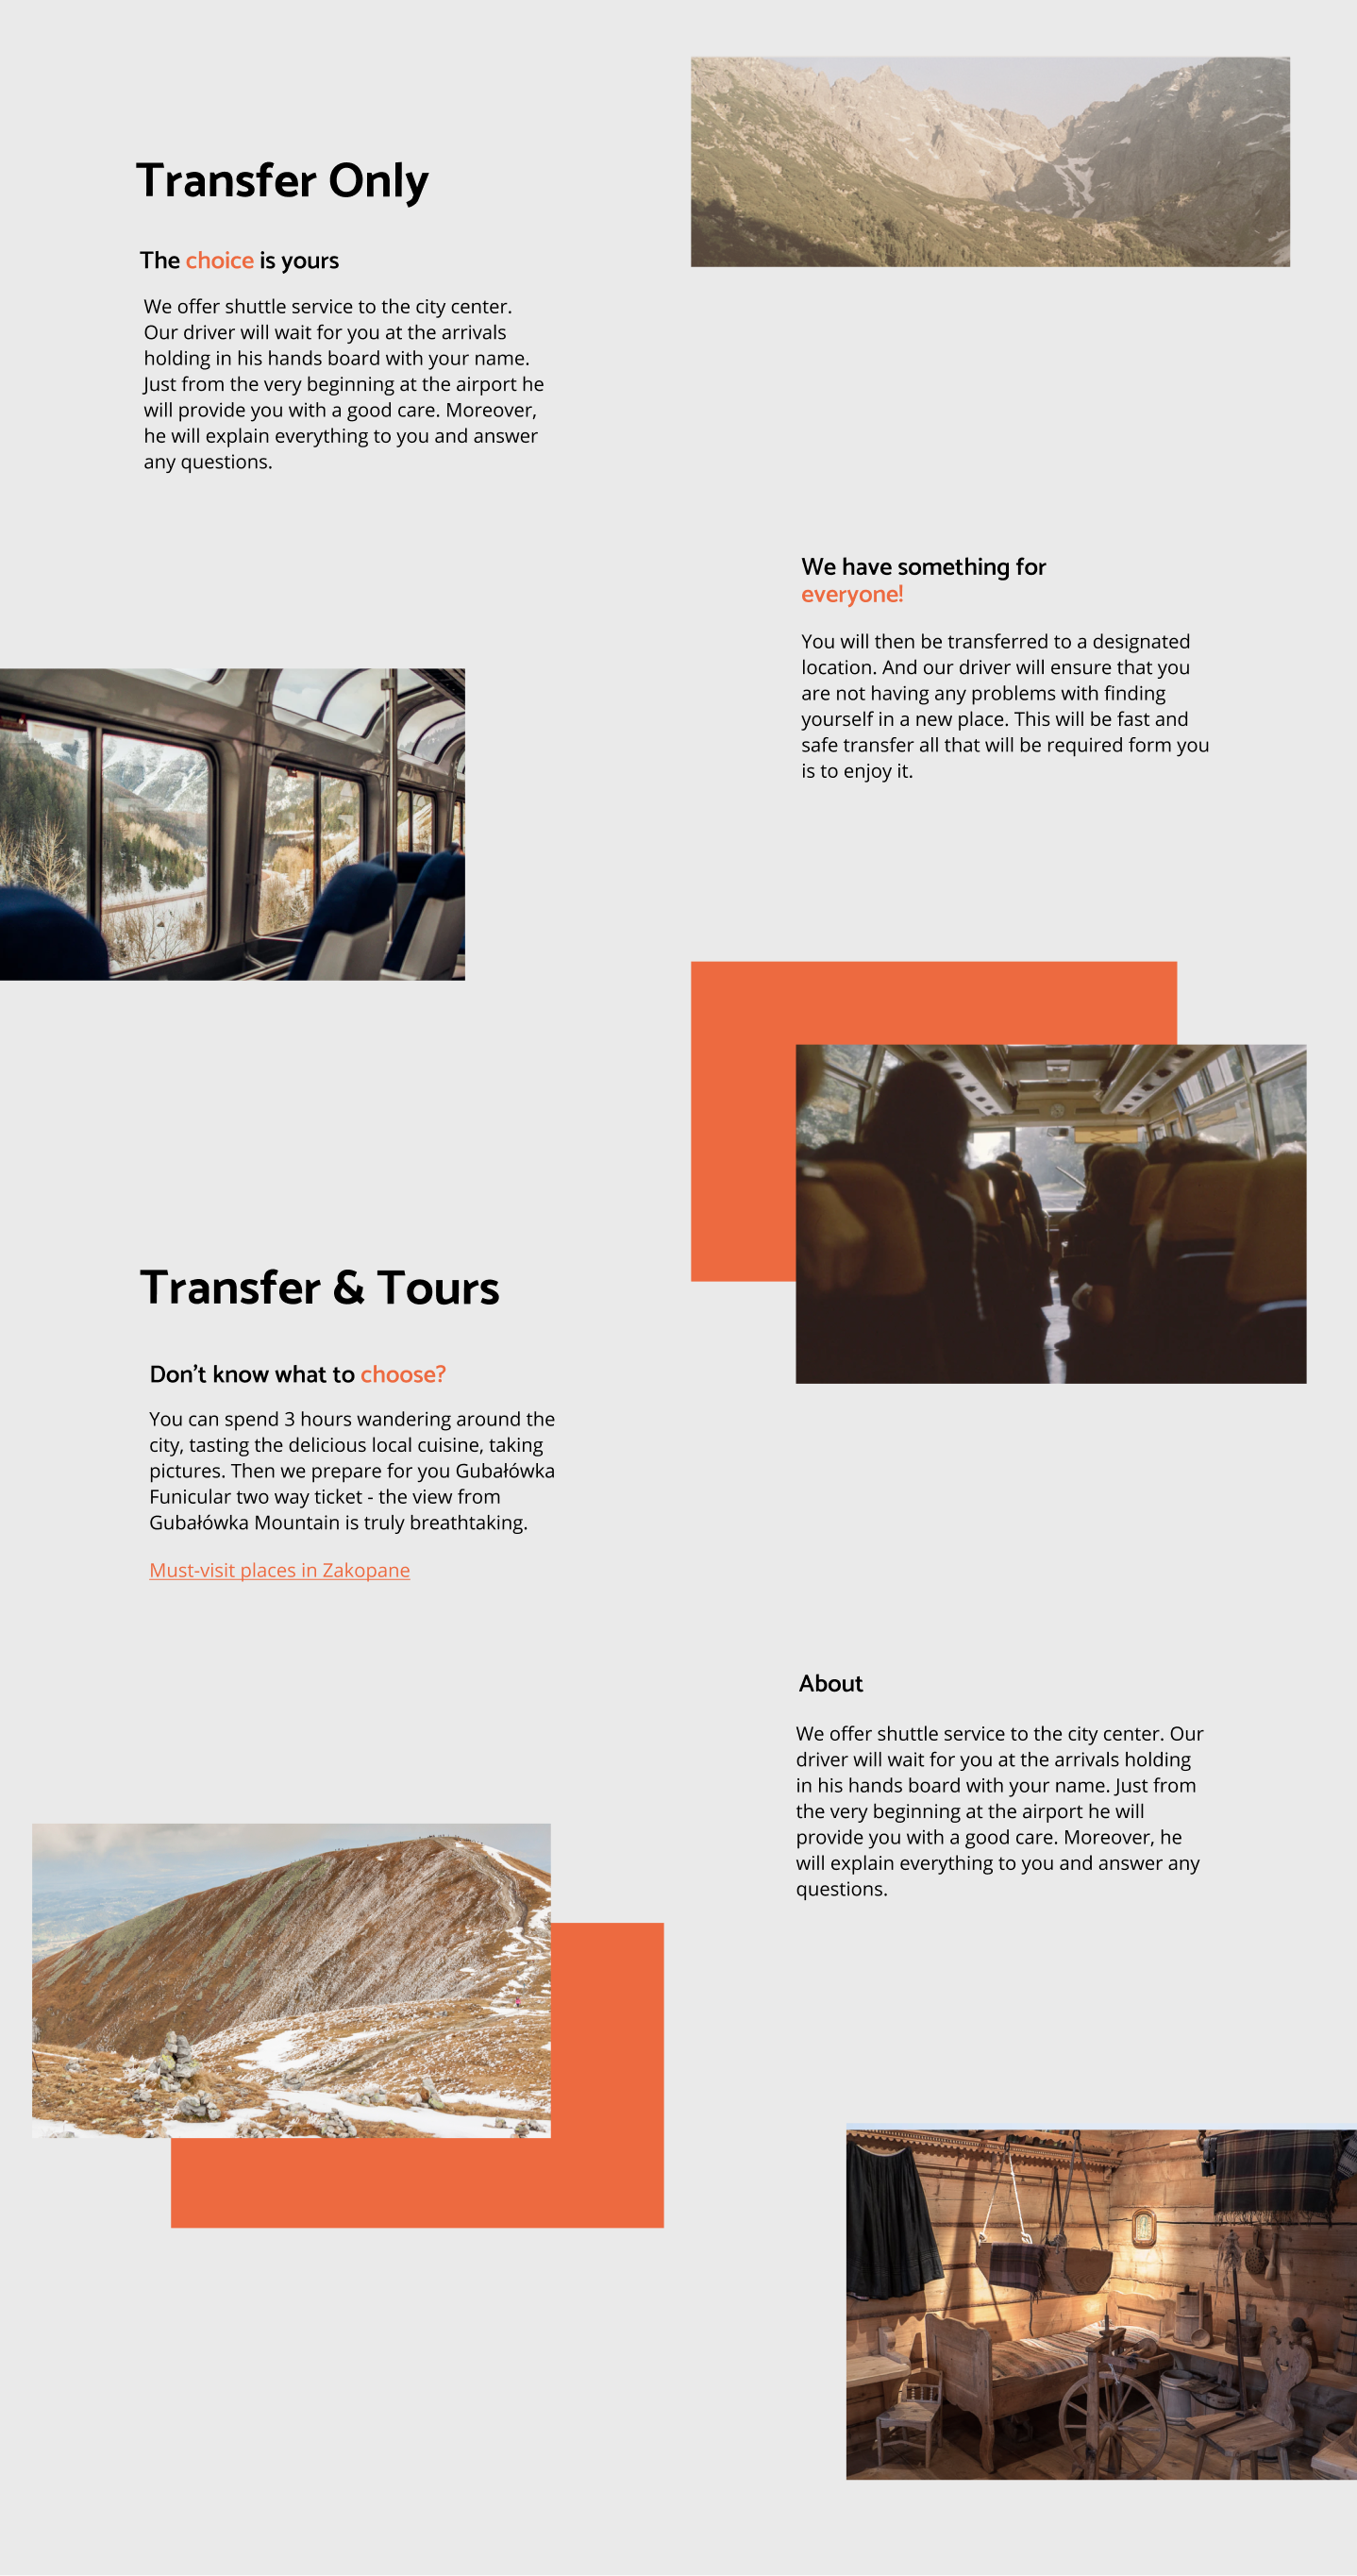 Transfer Only
The choice is yours
We offer shuttle service to the city center.
Our driver will wait for you at the arrivals
holding in his hands board with your name.
Just from the very beginning at the airport he
will provide you with a good care. Moreover,
he will explain everything to you and answer
any questions.
We have something for
everyone!
You will then be transferred to a designated
location. And our driver will ensure that you
are not having any problems with finding
yourself in a new place. This will be fast and
safe transfer all that will be required form you
is to enjoy it.
Transfer & Tours
Don't know what to choose?
You can spend 3 hours wandering around the
city, tasting the delicious local cuisine, taking
pictures. Then we prepare for you Gubałówka
Funicular two way ticket - the view from
Gubałówka Mountain is truly breathtaking.
Must-visit places in Zakopane
About
We offer shuttle service to the city center. Our
driver will wait for you at the arrivals holding
in his hands board with your name. Just from
the very beginning at the airport he will
provide you with a good care. Moreover, he
will explain everything to you and answer any
questions.